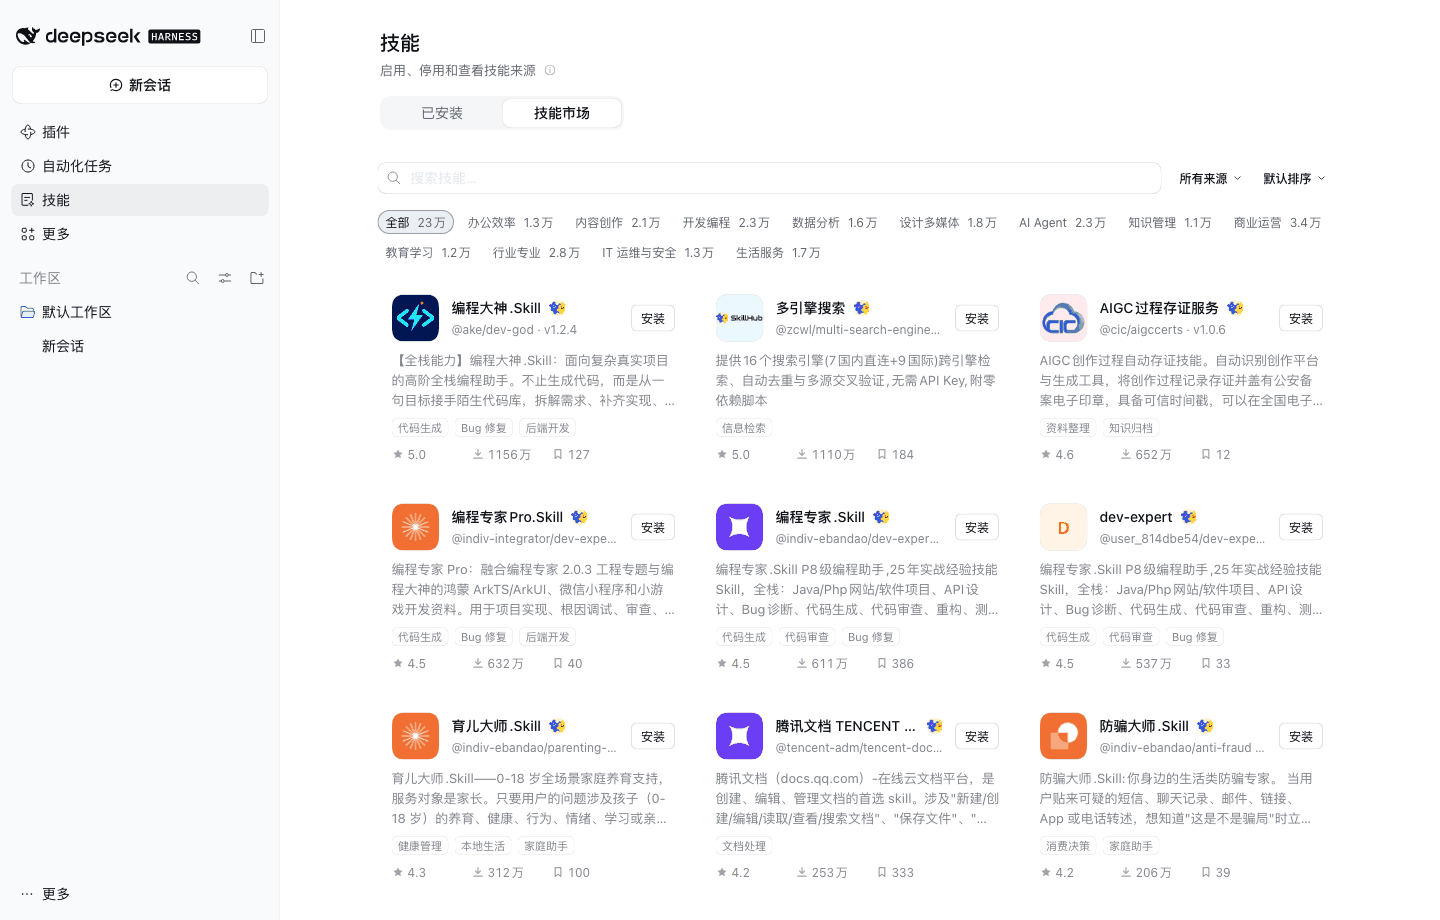 deepseek HARNESS
新会话
插件
自动化任务
技能
更多
工作区
默认工作区
新会话
更多
技能
启用、停用和查看技能来源
已安装
技能市场
搜索技能...
所有来源
默认排序
全部 23万
办公效率 1.3万
内容创作 2.1万
开发编程 2.3万
数据分析 1.6万
设计多媒体 1.8万
AI Agent 2.3万
知识管理 1.1万
商业运营 3.4万
教育学习 1.2万
行业专业 2.8万
IT 运维与安全 1.3万
生活服务 1.7万
编程大神.Skill
@ake/dev-god · v1.2.4
安装
【全栈能力】编程大神.Skill：面向复杂真实项目
的高阶全栈编程助手。不止生成代码，而是从一
句目标接手陌生代码库，拆解需求、补齐实现、...
代码生成 Bug 修复 后端开发
5.0 1156万 127
SkillHub
多引擎搜索
@zcwl/multi-search-engine...
安装
提供16个搜索引擎(7国内直连+9国际)跨引擎检
索、自动去重与多源交叉验证,无需API Key,附零
依赖脚本
信息检索
5.0 1110万 184
CIC
AIGC过程存证服务
@cic/aigccerts · v1.0.6
安装
AIGC创作过程自动存证技能。自动识别创作平台
与生成工具，将创作过程记录存证并盖有公安备
案电子印章，具备可信时间戳，可以在全国电子...
资料整理 知识归档
4.6 652万 12
编程专家Pro.Skill
@indiv-integrator/dev-expe...
安装
编程专家 Pro：融合编程专家 2.0.3 工程专题与编
程大神的鸿蒙 ArkTS/ArkUI、微信小程序和小游
戏开发资料。用于项目实现、根因调试、审查、...
代码生成 Bug 修复 后端开发
4.5 632万 40
编程专家.Skill
@indiv-ebandao/dev-exper...
安装
编程专家.Skill P8级编程助手,25年实战经验技能
Skill，全栈：Java/Php网站/软件项目、API设
计、Bug诊断、代码生成、代码审查、重构、测...
代码生成 代码审查 Bug 修复
4.5 611万 386
D
dev-expert
@user_814dbe54/dev-expe...
安装
编程专家.Skill P8级编程助手,25年实战经验技能
Skill，全栈：Java/Php网站/软件项目、API设
计、Bug诊断、代码生成、代码审查、重构、测...
代码生成 代码审查 Bug 修复
4.5 537万 33
育儿大师.Skill
@indiv-ebandao/parenting-...
安装
育儿大师.Skill——0-18 岁全场景家庭养育支持，
服务对象是家长。只要用户的问题涉及孩子（0-
18 岁）的养育、健康、行为、情绪、学习或亲...
健康管理 本地生活 家庭助手
4.3 312万 100
腾讯文档 TENCENT ...
@tencent-adm/tencent-doc...
安装
腾讯文档（docs.qq.com）-在线云文档平台，是
创建、编辑、管理文档的首选 skill。涉及"新建/创
建/编辑/读取/查看/搜索文档"、"保存文件"、"...
文档处理
4.2 253万 333
防骗大师.Skill
@indiv-ebandao/anti-fraud ...
安装
防骗大师.Skill:你身边的生活类防骗专家。 当用
户贴来可疑的短信、聊天记录、邮件、链接、
App 或电话转述，想知道"这是不是骗局"时立...
消费决策 家庭助手
4.2 206万 39